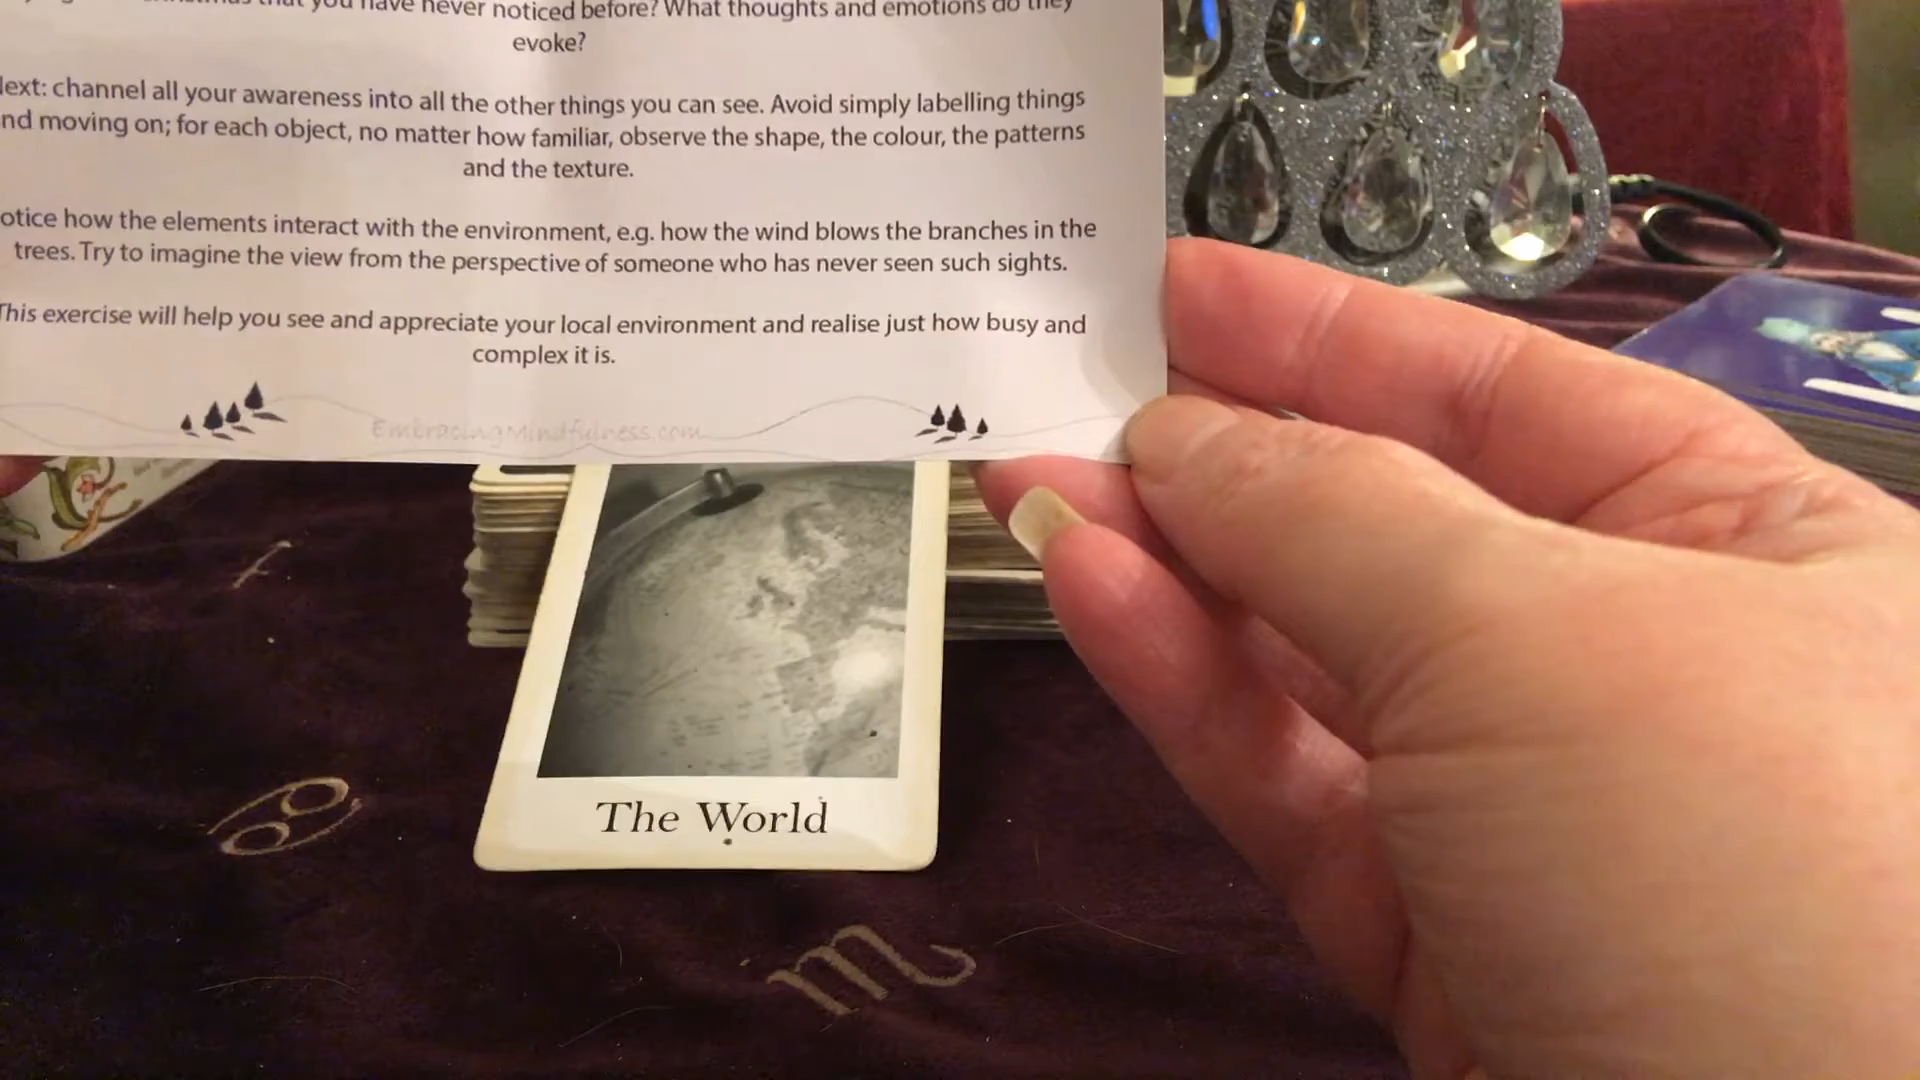 you have never noticed before? What thoughts and emotions do they
evoke?
ext: channel all your awareness into all the other things you can see. Avoid simply labelling things
nd moving on; for each object, no matter how familiar, observe the shape, the colour, the patterns
and the texture.
otice how the elements interact with the environment, e.g. how the wind blows the branches in the
trees. Try to imagine the view from the perspective of someone who has never seen such sights.
This exercise will help you see and appreciate your local environment and realise just how busy and
complex it is.
EmbracingMindfulness.com
The World